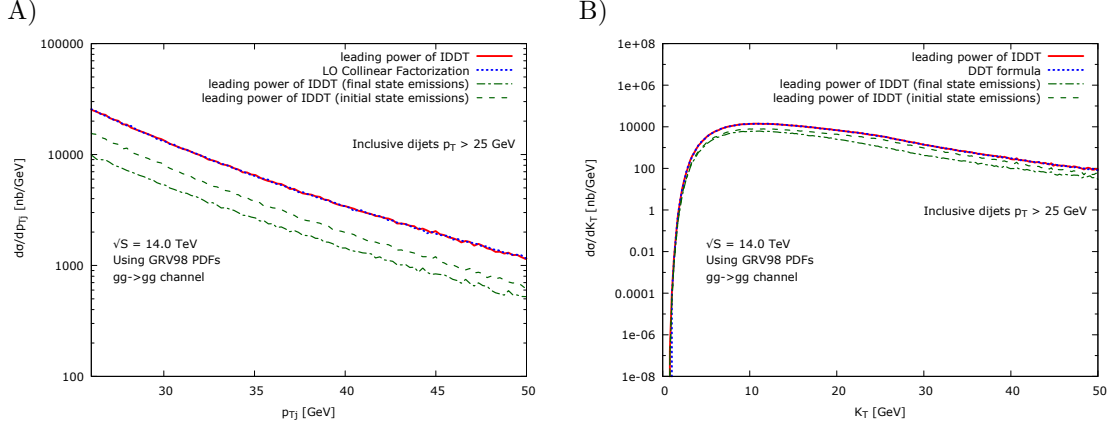 A)
100000
10000
1000
100
dσ/dpTj [nb/GeV]
leading power of IDDT
LO Collinear Factorization
leading power of IDDT (final state emissions)
leading power of IDDT (initial state emissions)
Inclusive dijets pT > 25 GeV
√S = 14.0 TeV
Using GRV98 PDFs
gg->gg channel
30 35 40 45 50
pTj [GeV]
B)
1e+08
1e+06
10000
100
1
0.01
0.0001
1e-06
1e-08
dσ/dKT [nb/GeV]
leading power of IDDT
DDT formula
leading power of IDDT (final state emissions)
leading power of IDDT (initial state emissions)
Inclusive dijets pT > 25 GeV
√S = 14.0 TeV
Using GRV98 PDFs
gg->gg channel
0 10 20 30 40 50
KT [GeV]